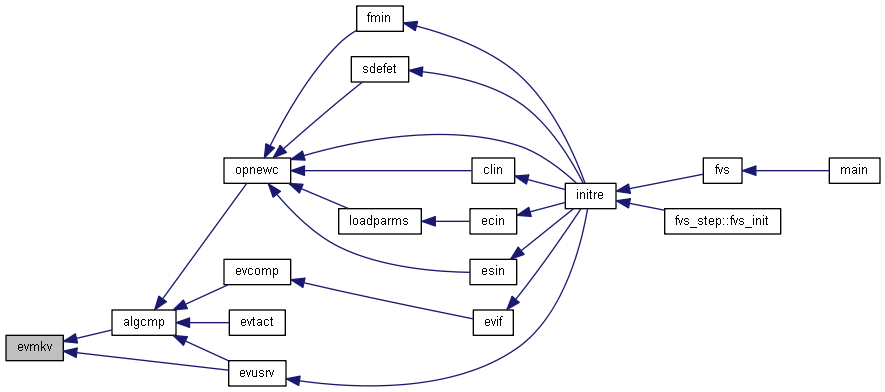 fmin
sdefet
opnewc
clin
fvs
main
initre
loadparms
ecin
fvs_step::fvs_init
evcomp
esin
algcmp
evtact
evif
evmkv
evusrv